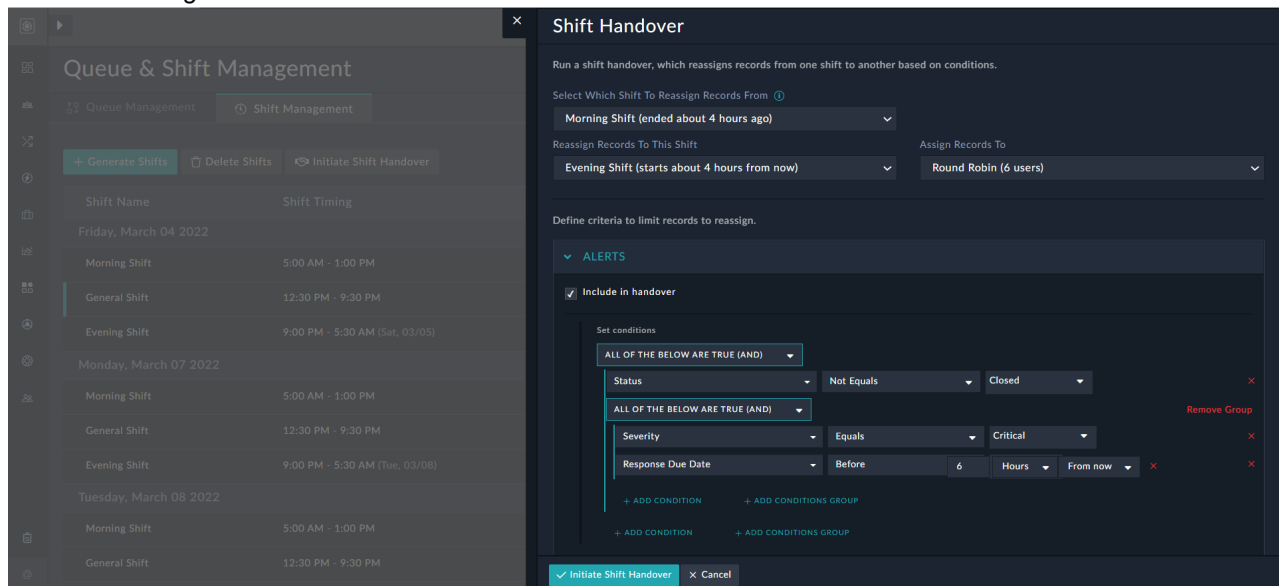 ×
Shift Handover
Queue & Shift Management
Run a shift handover, which reassigns records from one shift to another based on conditions.
Queue Management
Shift Management
Select Which Shift To Reassign Records From
Morning Shift (ended about 4 hours ago)
Reassign Records To This Shift
Assign Records To
+ Generate Shifts
Delete Shifts
Initiate Shift Handover
Evening Shift (starts about 4 hours from now)
Round Robin (6 users)
Shift Name
Shift Timing
Define criteria to limit records to reassign.
Friday, March 04 2022
ALERTS
Morning Shift
5:00 AM - 1:00 PM
Include in handover
General Shift
12:30 PM - 9:30 PM
Evening Shift
9:00 PM - 5:30 AM (Sat, 03/05)
Set conditions
ALL OF THE BELOW ARE TRUE (AND)
Monday, March 07 2022
Status
Not Equals
Closed
×
Morning Shift
5:00 AM - 1:00 PM
ALL OF THE BELOW ARE TRUE (AND)
Remove Group
General Shift
12:30 PM - 9:30 PM
Severity
Equals
Critical
×
Evening Shift
9:00 PM - 5:30 AM (Tue, 03/08)
Response Due Date
Before
6
Hours
From now
×
×
Tuesday, March 08 2022
+ ADD CONDITION
+ ADD CONDITIONS GROUP
Morning Shift
5:00 AM - 1:00 PM
+ ADD CONDITION
+ ADD CONDITIONS GROUP
General Shift
12:30 PM - 9:30 PM
Initiate Shift Handover
× Cancel